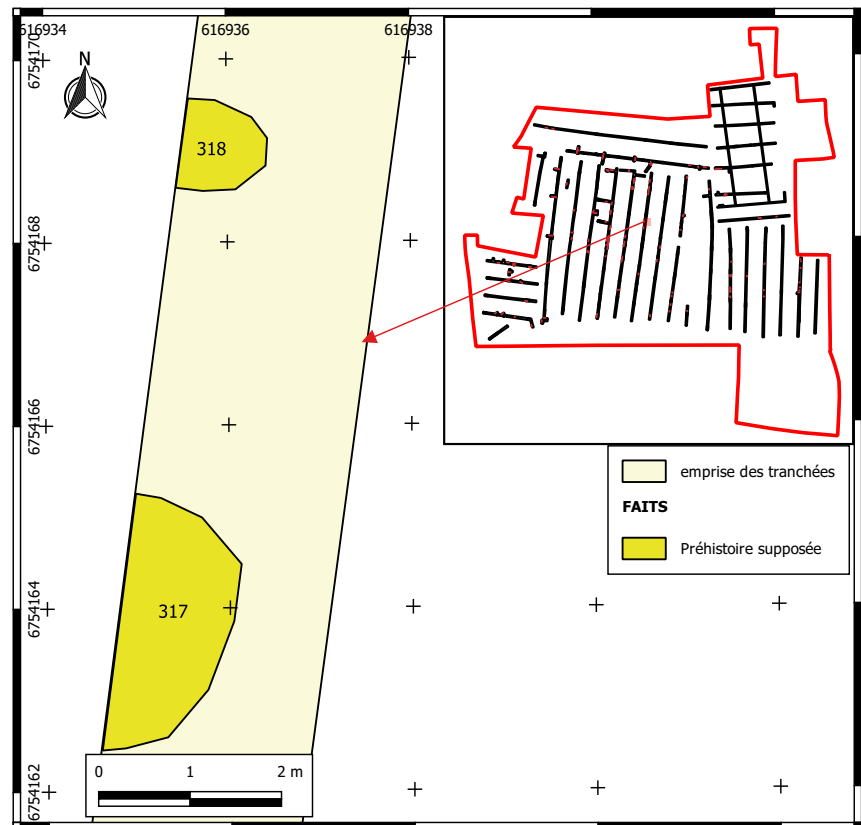 616934
616936
616938
6754170
6754168
6754166
6754164
6754162
N
318
317
emprise des tranchées
FAITS
Préhistoire supposée
0 1 2 m